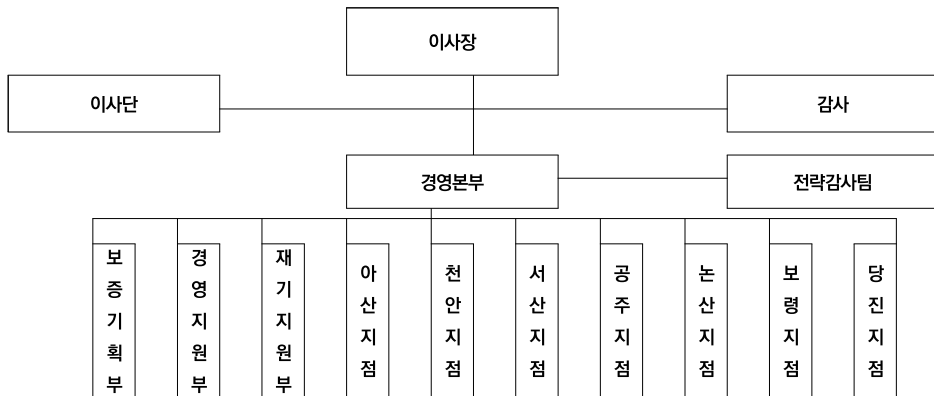 이사장
이사단
감사
경영본부
전략감사팀
보증기획부
경영지원부
재기지원부
아산지점
천안지점
서산지점
공주지점
논산지점
보령지점
당진지점